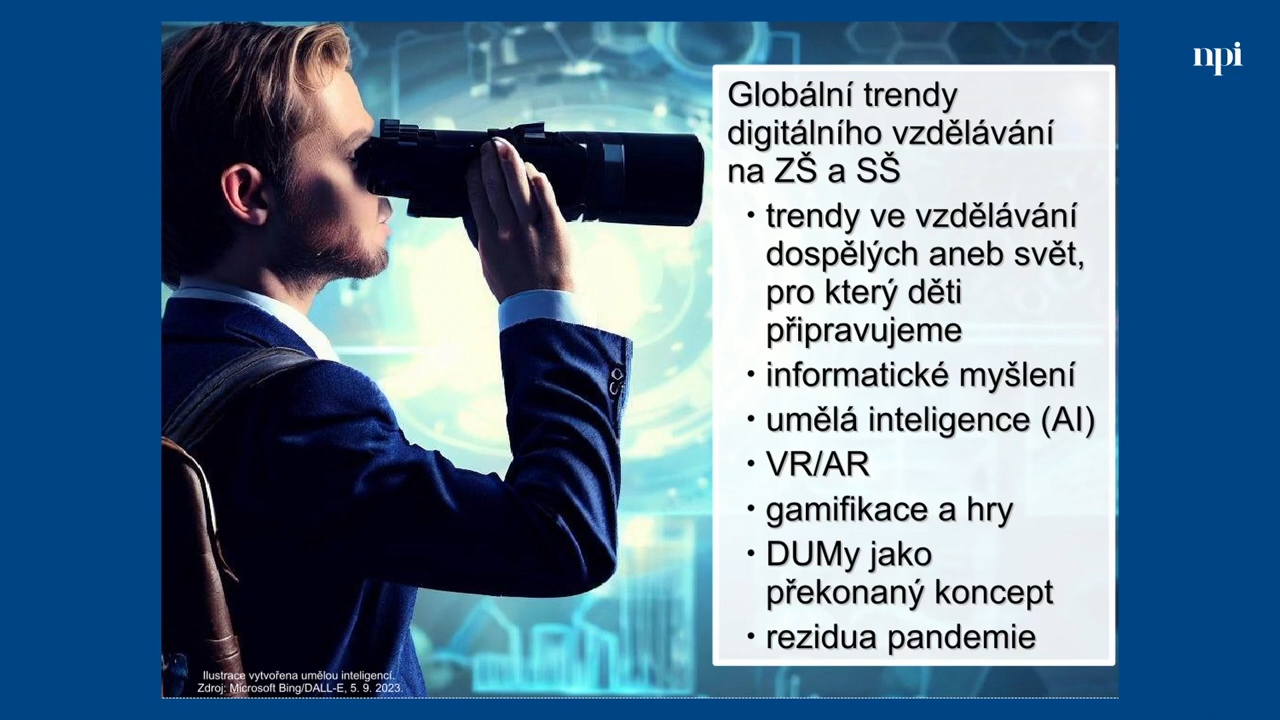 npi
Globální trendy
digitálního vzdělávání
na ZŠ a SŠ
• trendy ve vzdělávání
dospělých aneb svět,
pro který děti
připravujeme
• informatické myšlení
• umělá inteligence (AI)
• VR/AR
• gamifikace a hry
• DUMy jako
překonaný koncept
• rezidua pandemie
Ilustrace vytvořena umělou inteligencí.
Zdroj: Microsoft Bing/DALL-E, 5. 9. 2023.